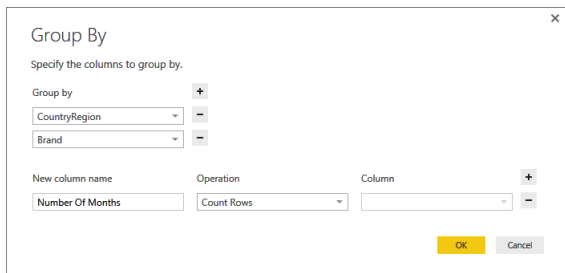 Group By
Specify the columns to group by.
Group by +
CountryRegion −
Brand −
New column name Operation Column +
Number Of Months Count Rows −
OK Cancel